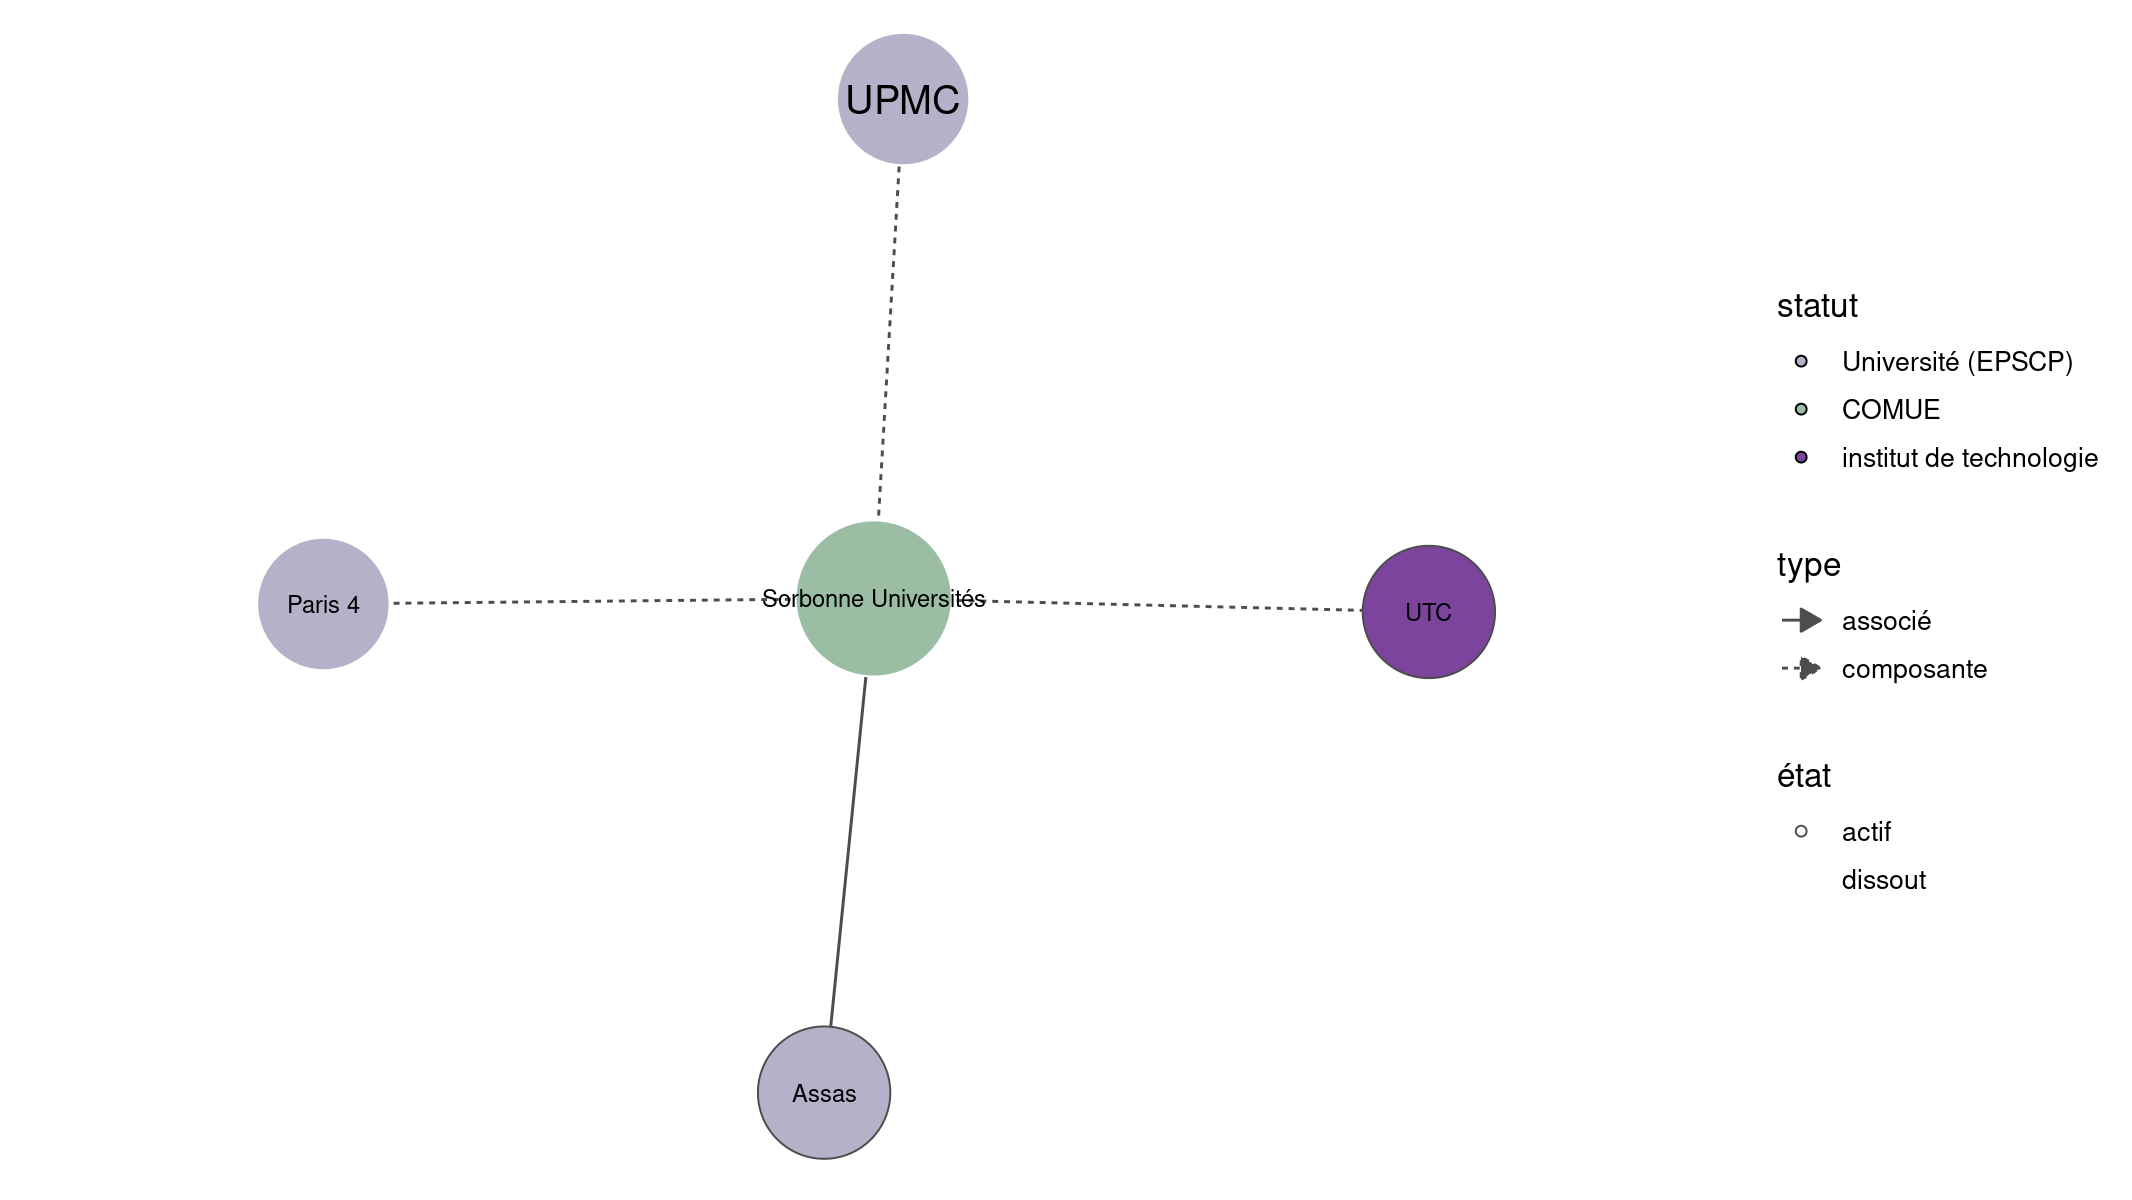 UPMC
Paris 4
Sorbonne Universités
UTC
Assas
statut
Université (EPSCP)
COMUE
institut de technologie
type
associé
composante
état
actif
dissout